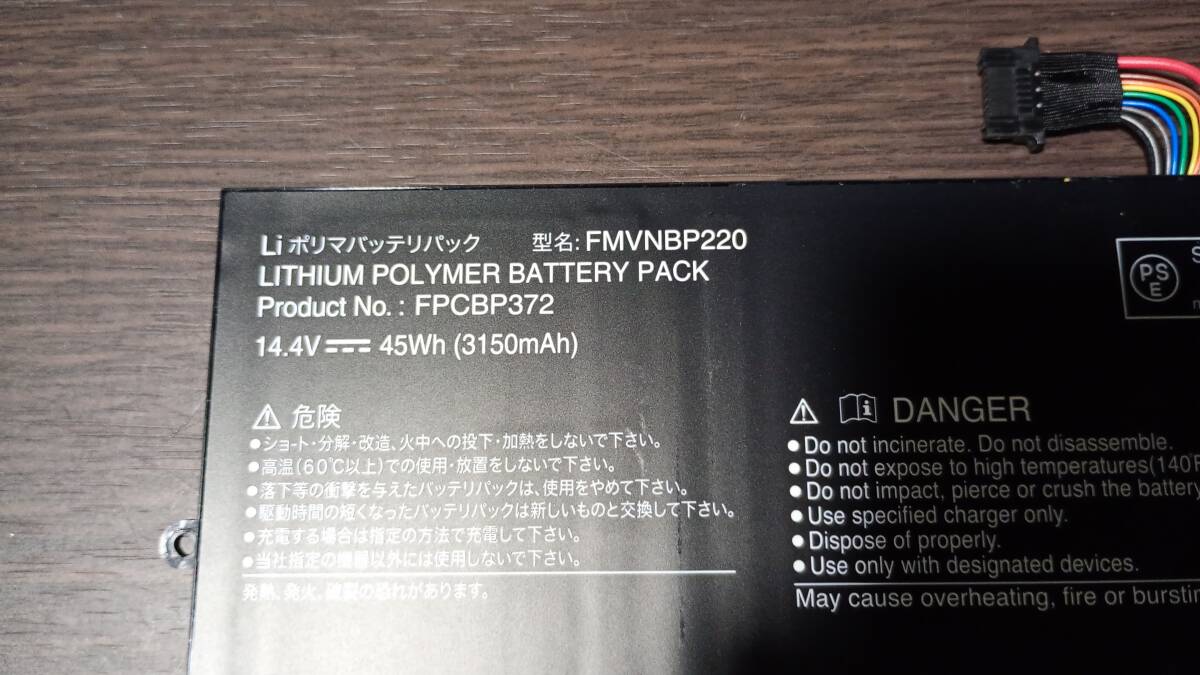 Li ポリマバッテリパック 型名: FMVNBP220
LITHIUM POLYMER BATTERY PACK
Product No. : FPCBP372
14.4V 45Wh (3150mAh)
PS
E
S
危険
●ショート・分解・改造、火中への投下・加熱をしないで下さい。
●高温(60℃以上)での使用・放置をしないで下さい。
●落下等の衝撃を与えたバッテリパックは、使用をやめて下さい。
●駆動時間の短くなったバッテリパックは新しいものと交換して下さい。
●充電する場合は指定の方法で充電して下さい。
●当社指定の機器以外には使用しないで下さい。
発熱、発火、破裂の恐れがあります。
DANGER
●Do not incinerate. Do not disassemble.
●Do not expose to high temperatures(140°F
●Do not impact, pierce or crush the battery
●Use specified charger only.
●Dispose of properly.
●Use only with designated devices.
May cause overheating, fire or burstin